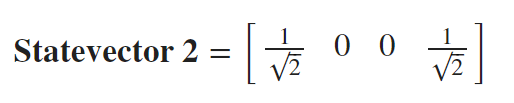 Statevector 2 = [ 1/√2 0 0 1/√2 ]